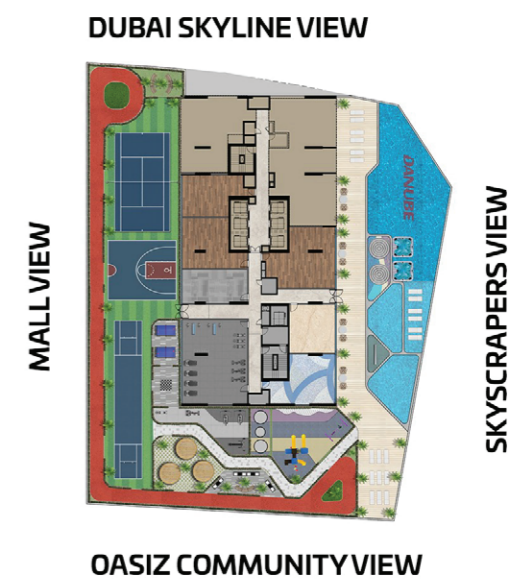 DUBAI SKYLINE VIEW
MALL VIEW
DANUBE
SKYSCRAPERS VIEW
OASIZ COMMUNITY VIEW